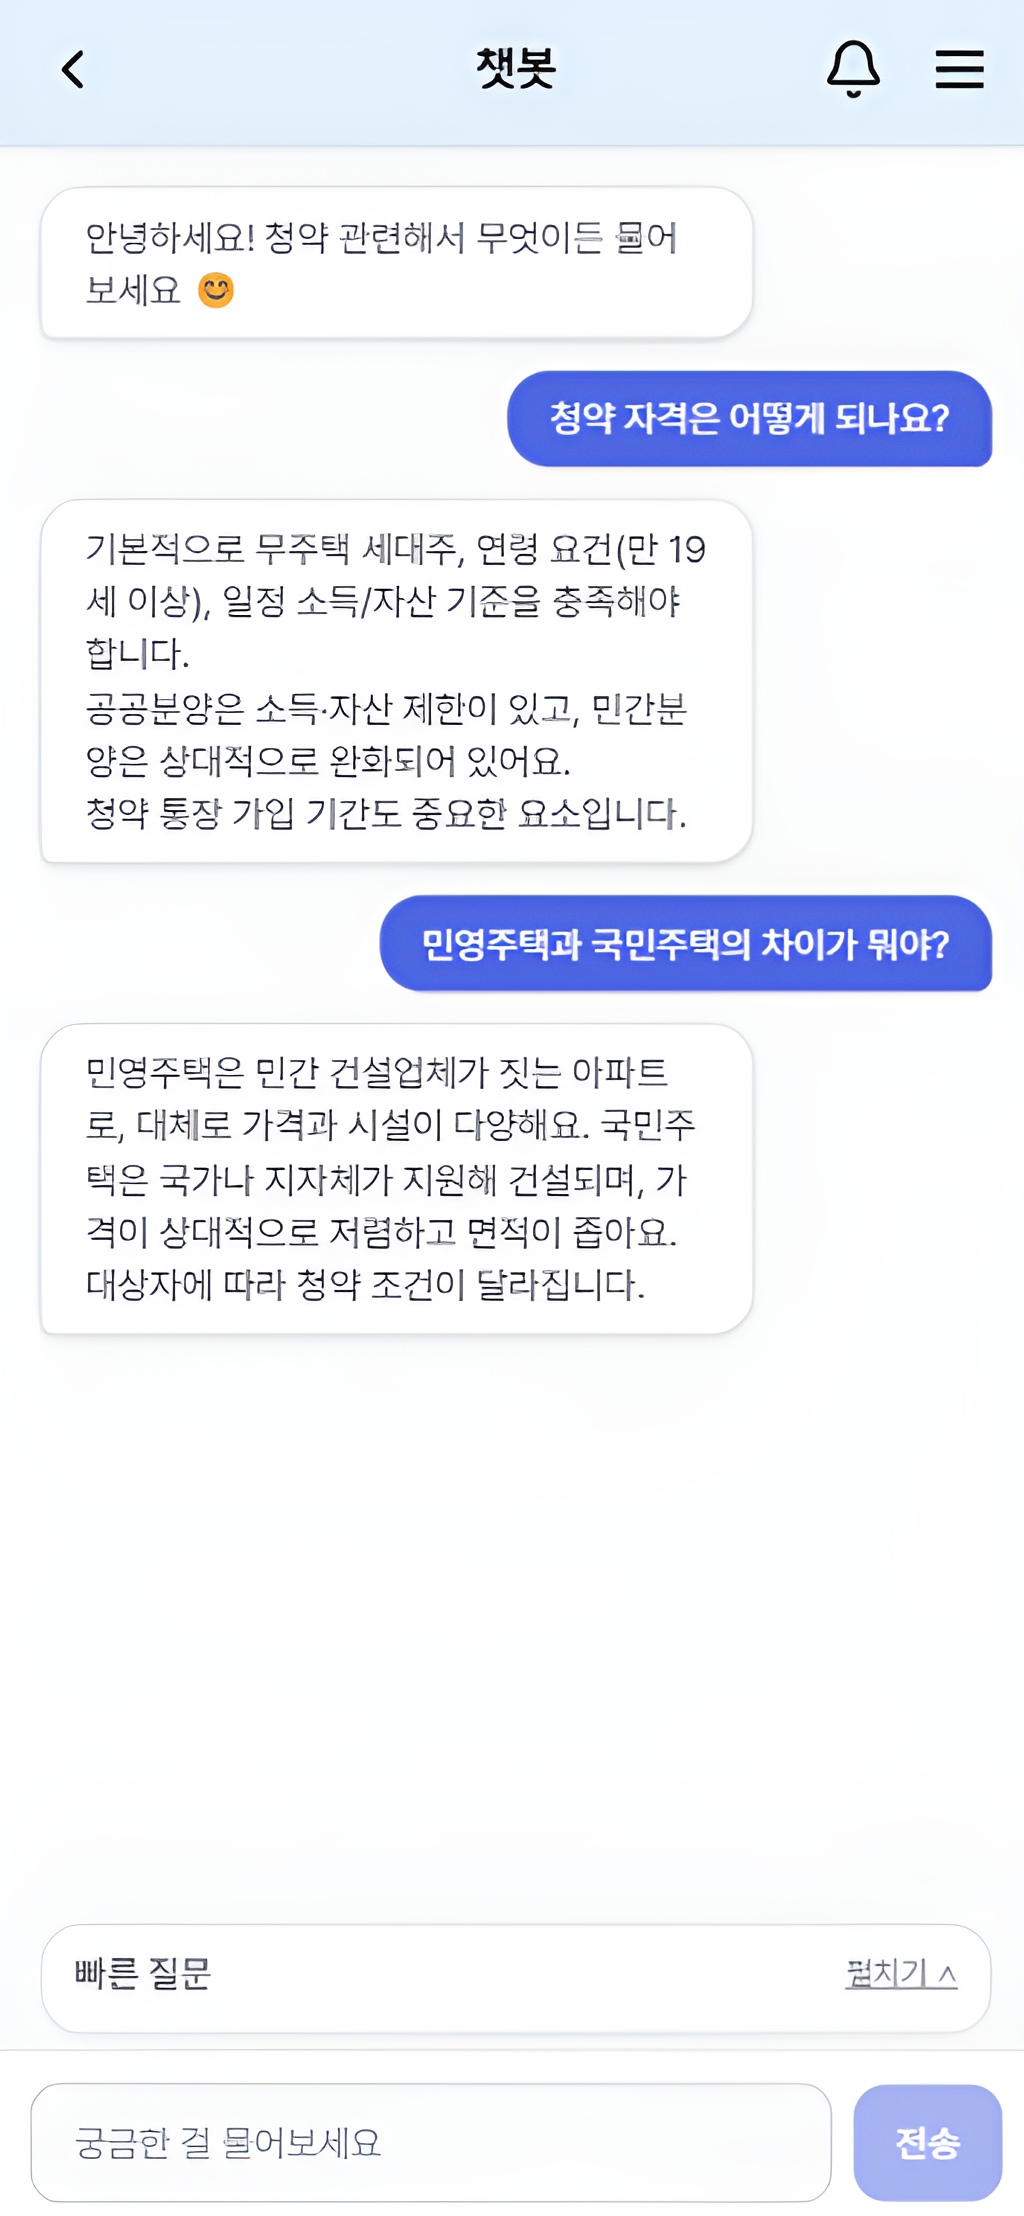 챗봇
안녕하세요! 청약 관련해서 무엇이든 물어
보세요 😊
청약 자격은 어떻게 되나요?
기본적으로 무주택 세대주, 연령 요건(만 19
세 이상), 일정 소득/자산 기준을 충족해야
합니다.
공공분양은 소득·자산 제한이 있고, 민간분
양은 상대적으로 완화되어 있어요.
청약 통장 가입 기간도 중요한 요소입니다.
민영주택과 국민주택의 차이가 뭐야?
민영주택은 민간 건설업체가 짓는 아파트
로, 대체로 가격과 시설이 다양해요. 국민주
택은 국가나 지자체가 지원해 건설되며, 가
격이 상대적으로 저렴하고 면적이 좁아요.
대상자에 따라 청약 조건이 달라집니다.
빠른 질문
펼치기 ∧
궁금한 걸 물어보세요
전송